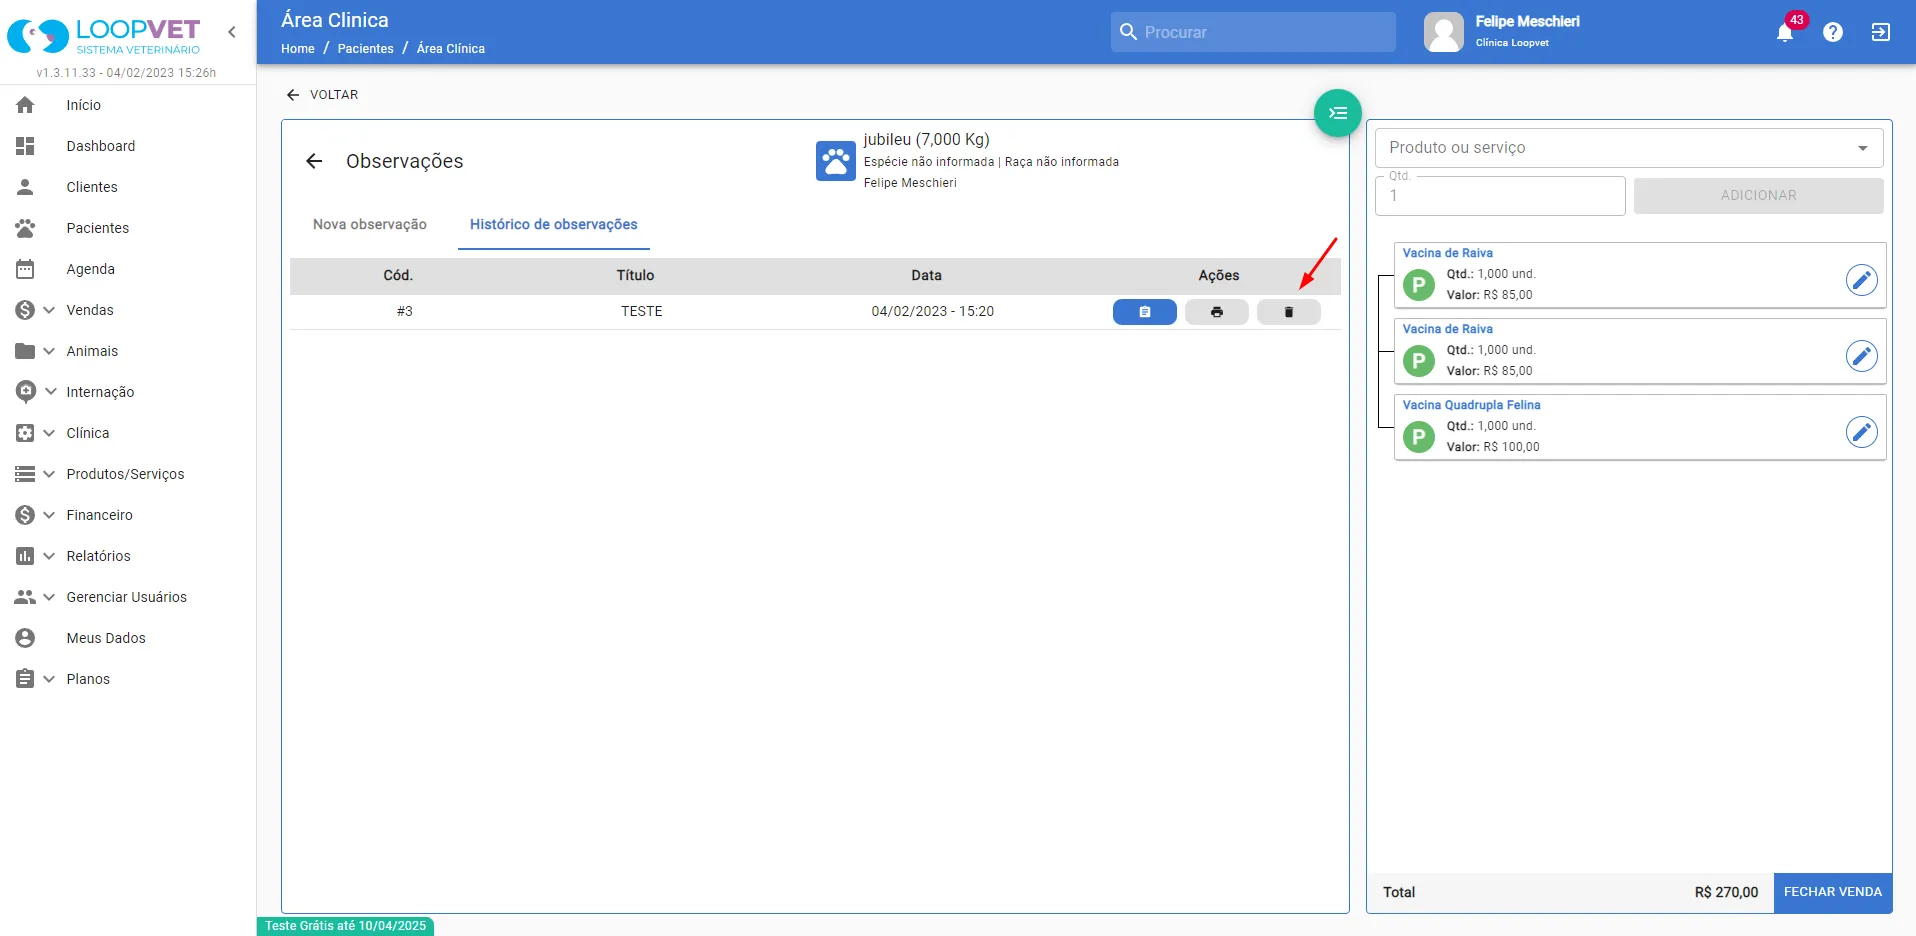 LOOPVET
SISTEMA VETERINÁRIO
v1.3.11.33 - 04/02/2023 15:26h
Início
Dashboard
Clientes
Pacientes
Agenda
Vendas
Animais
Internação
Clínica
Produtos/Serviços
Financeiro
Relatórios
Gerenciar Usuários
Meus Dados
Planos
Área Clinica
Home / Pacientes / Área Clínica
Procurar
Felipe Meschieri
Clínica Loopvet
43
VOLTAR
Observações
jubileu (7,000 Kg)
Espécie não informada | Raça não informada
Felipe Meschieri
Nova observação Histórico de observações
Cód. Título Data Ações
#3 TESTE 04/02/2023 - 15:20
Produto ou serviço
Qtd.
1
ADICIONAR
Vacina de Raiva
P
Qtd.: 1,000 und.
Valor: R$ 85,00
Vacina de Raiva
P
Qtd.: 1,000 und.
Valor: R$ 85,00
Vacina Quadrupla Felina
P
Qtd.: 1,000 und.
Valor: R$ 100,00
Total R$ 270,00 FECHAR VENDA
Teste Grátis até 10/04/2025